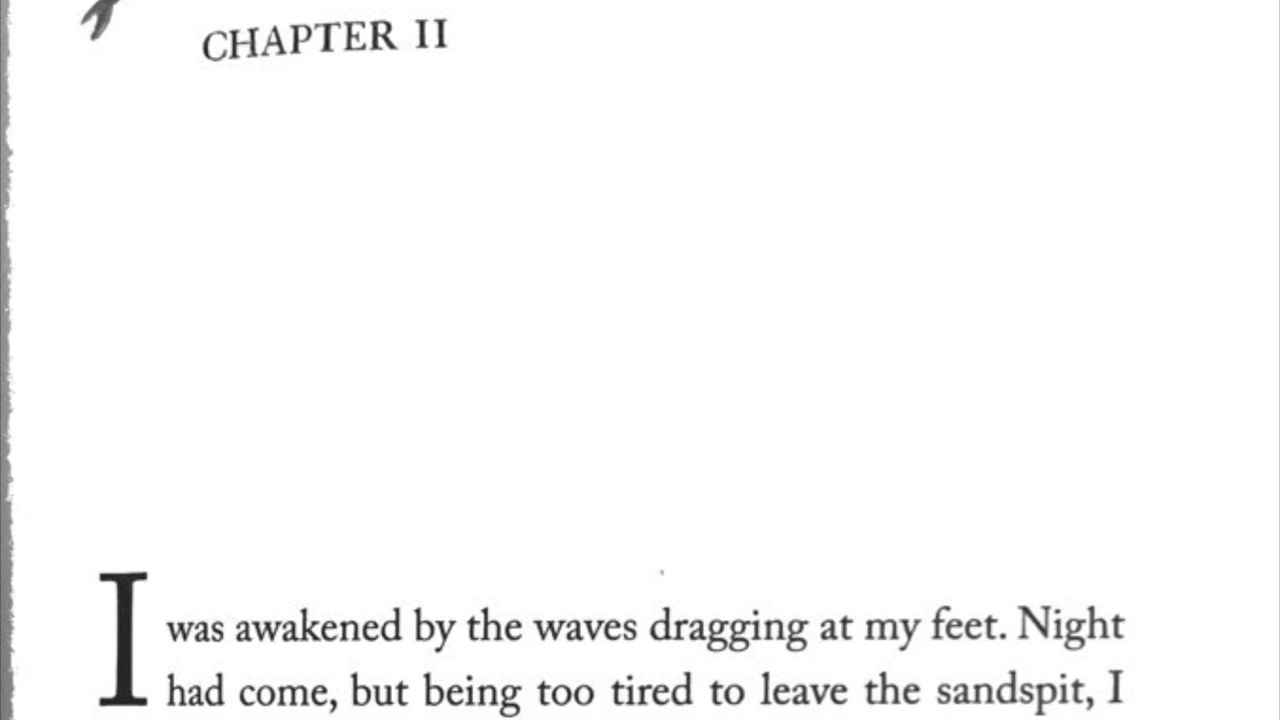 CHAPTER II
I was awakened by the waves dragging at my feet. Night
had come, but being too tired to leave the sandspit, I